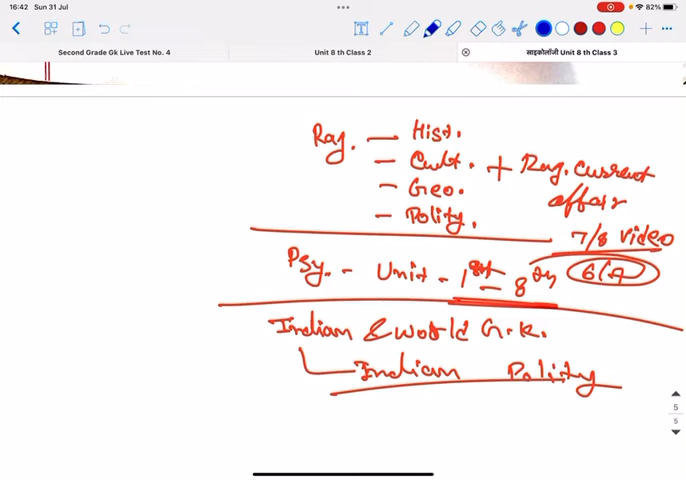 16:42 Sun 31 Jul
82%
Second Grade Gk Live Test No. 4
Unit 8 th Class 2
साइकोलॉजी Unit 8 th Class 3
Raj. — Hist.
— Cult. + Raj. Current affair
— Geo.
— Polity. 7/8 video
Psy. - Unit - 1st - 8th
Indian & World G.K.
Indian Polity
5
5